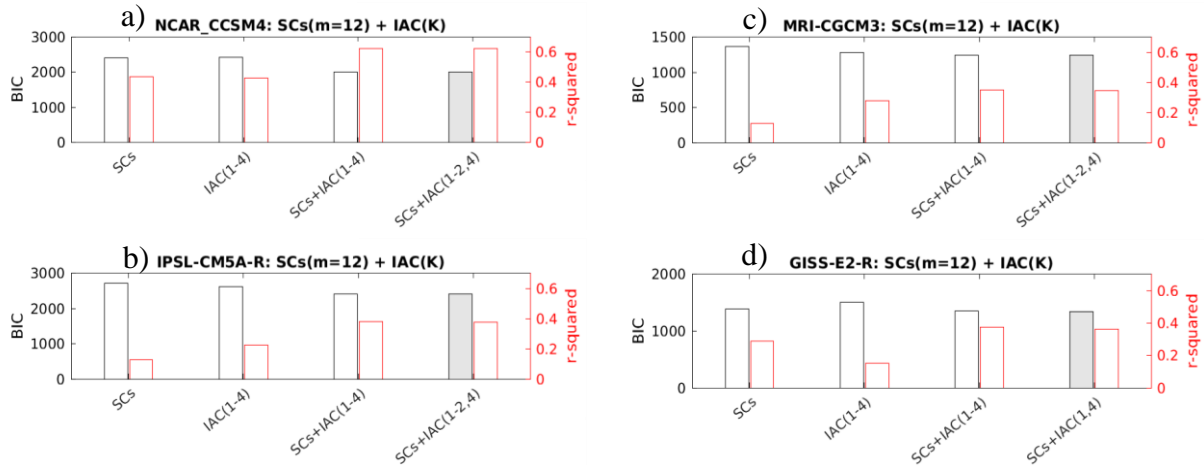 a)
NCAR_CCSM4: SCs(m=12) + IAC(K)
3000
2000
1000
0
BIC
0.6
0.4
0.2
0
r-squared
SCs
IAC(1-4)
SCs+IAC(1-4)
SCs+IAC(1-2,4)
c)
MRI-CGCM3: SCs(m=12) + IAC(K)
1500
1000
500
0
BIC
0.6
0.4
0.2
0
r-squared
SCs
IAC(1-4)
SCs+IAC(1-4)
SCs+IAC(1-2,4)
b)
IPSL-CM5A-R: SCs(m=12) + IAC(K)
3000
2000
1000
0
BIC
0.6
0.4
0.2
0
r-squared
SCs
IAC(1-4)
SCs+IAC(1-4)
SCs+IAC(1-2,4)
d)
GISS-E2-R: SCs(m=12) + IAC(K)
2000
1000
0
BIC
0.6
0.4
0.2
0
r-squared
SCs
IAC(1-4)
SCs+IAC(1-4)
SCs+IAC(1,4)